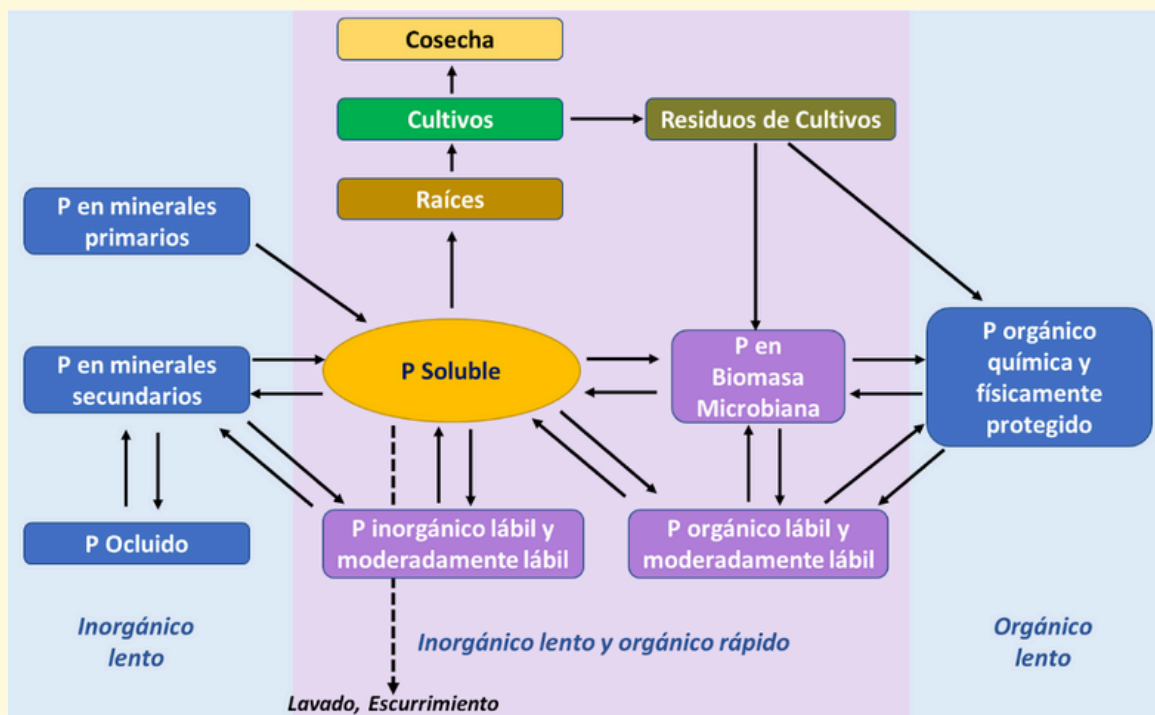 Cosecha
Cultivos
Residuos de Cultivos
Raíces
P en minerales
primarios
P en minerales
secundarios
P Soluble
P en
Biomasa
Microbiana
P orgánico
química y
físicamente
protegido
P Ocluido
P inorgánico lábil y
moderadamente lábil
P orgánico lábil y
moderadamente lábil
Inorgánico
lento
Inorgánico lento y orgánico rápido
Orgánico
lento
Lavado, Escurrimiento